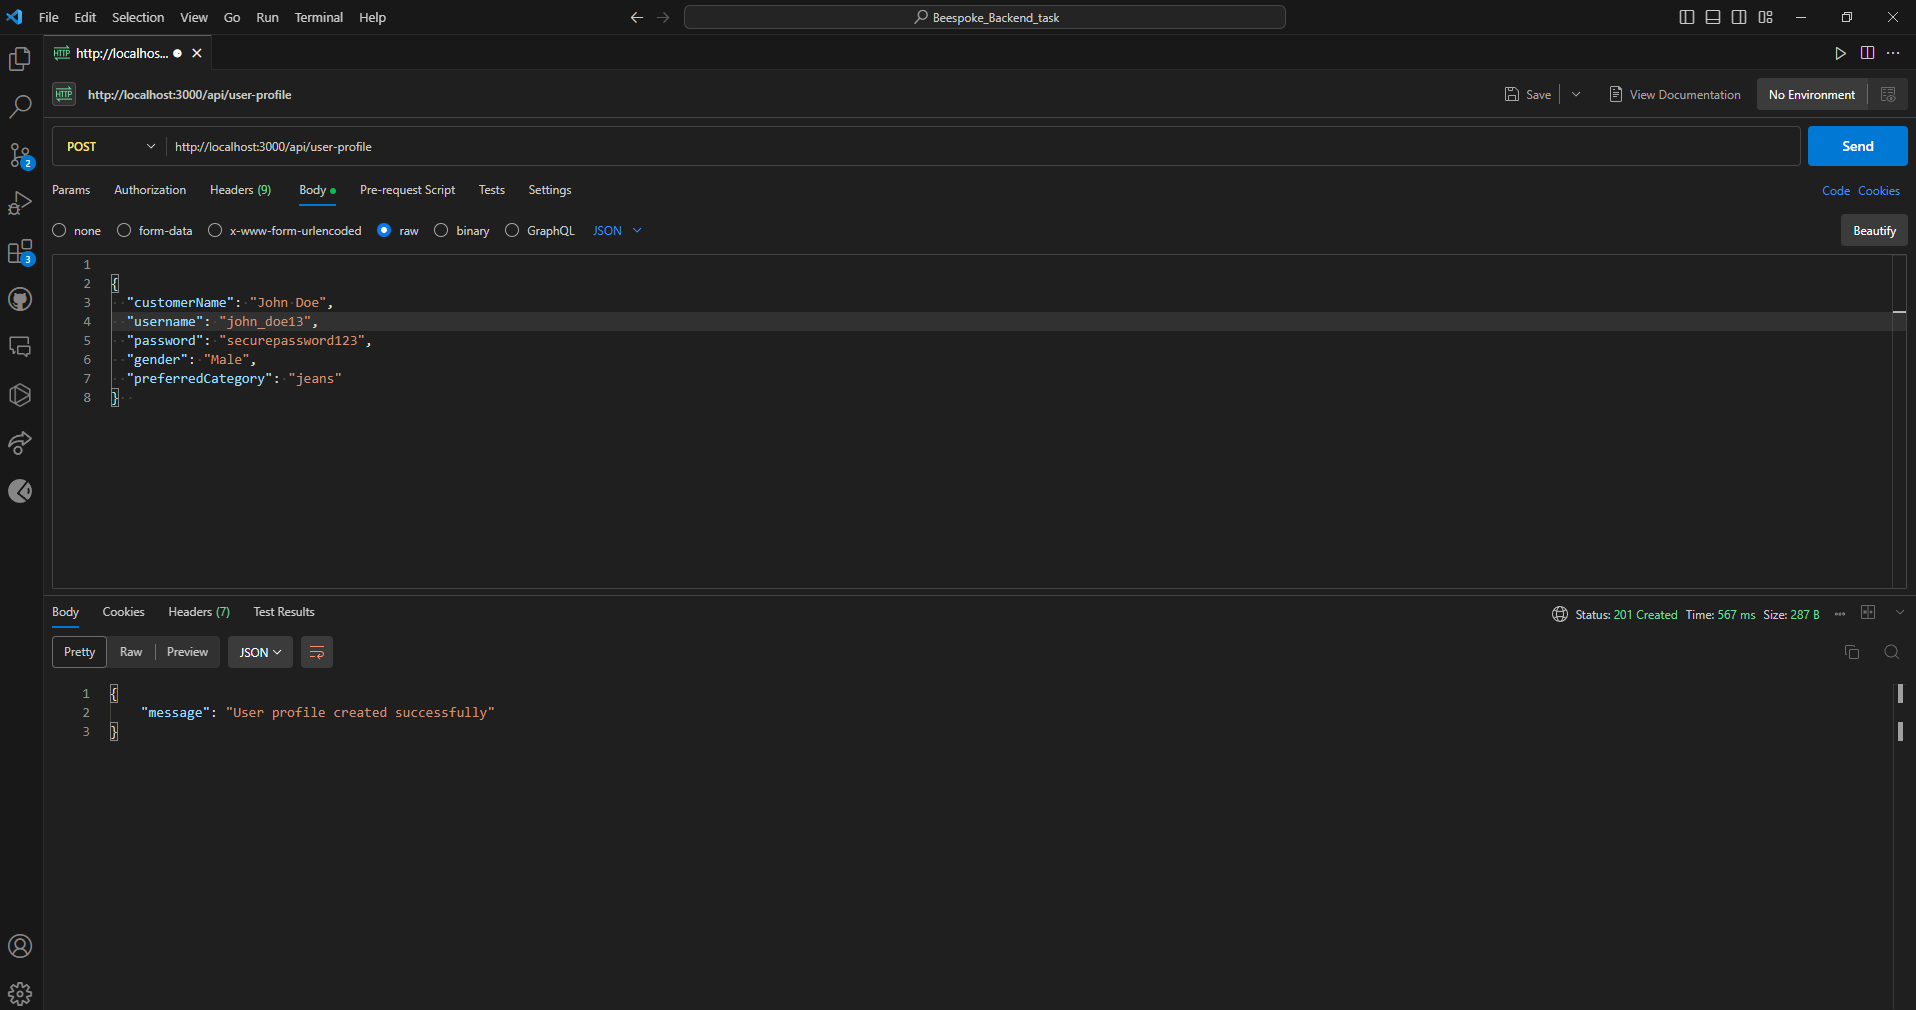 File Edit Selection View Go Run Terminal Help
Beespoke_Backend_task
HTTP http://localhos...
HTTP http://localhost:3000/api/user-profile
Save View Documentation No Environment
POST http://localhost:3000/api/user-profile Send
Params Authorization Headers (9) Body Pre-request Script Tests Settings Code Cookies
none form-data x-www-form-urlencoded raw binary GraphQL JSON Beautify
1
2 {
3 "customerName": "John Doe",
4 "username": "john_doe13",
5 "password": "securepassword123",
6 "gender": "Male",
7 "preferredCategory": "jeans"
8 }
2
3
Body Cookies Headers (7) Test Results Status: 201 Created Time: 567 ms Size: 287 B
Pretty Raw Preview JSON
1 {
2 "message": "User profile created successfully"
3 }